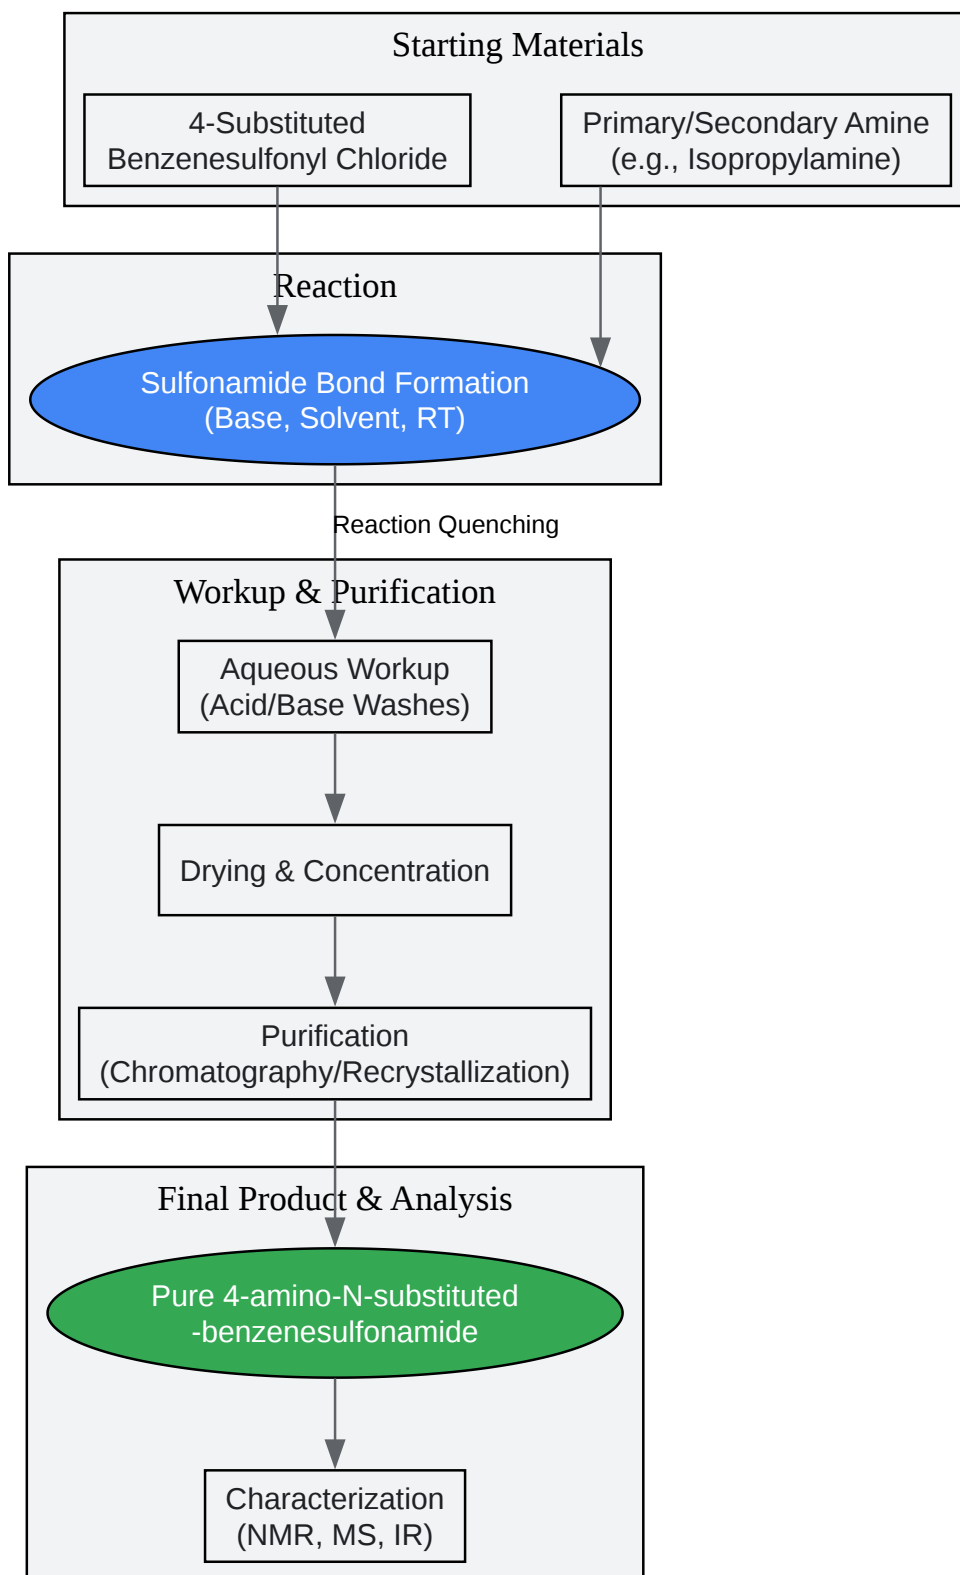 Starting Materials
4-Substituted
Benzenesulfonyl Chloride
Primary/Secondary Amine
(e.g., Isopropylamine)
Reaction
Sulfonamide Bond Formation
(Base, Solvent, RT)
Reaction Quenching
Workup & Purification
Aqueous Workup
(Acid/Base Washes)
Drying & Concentration
Purification
(Chromatography/Recrystallization)
Final Product & Analysis
Pure 4-amino-N-substituted
-benzenesulfonamide
Characterization
(NMR, MS, IR)